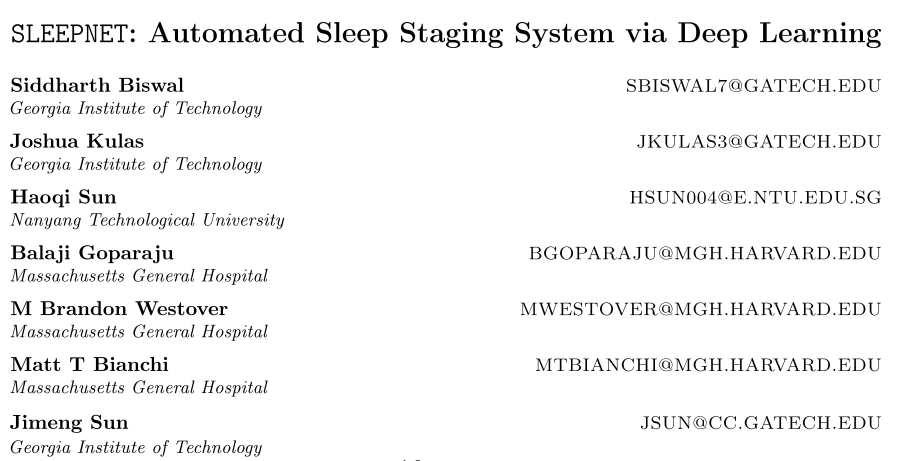 SLEEPNET: Automated Sleep Staging System via Deep Learning
Siddharth Biswal SBISWAL7@GATECH.EDU
Georgia Institute of Technology
Joshua Kulas JKULAS3@GATECH.EDU
Georgia Institute of Technology
Haoqi Sun HSUN004@E.NTU.EDU.SG
Nanyang Technological University
Balaji Goparaju BGOPARAJU@MGH.HARVARD.EDU
Massachusetts General Hospital
M Brandon Westover MWESTOVER@MGH.HARVARD.EDU
Massachusetts General Hospital
Matt T Bianchi MTBIANCHI@MGH.HARVARD.EDU
Massachusetts General Hospital
Jimeng Sun JSUN@CC.GATECH.EDU
Georgia Institute of Technology